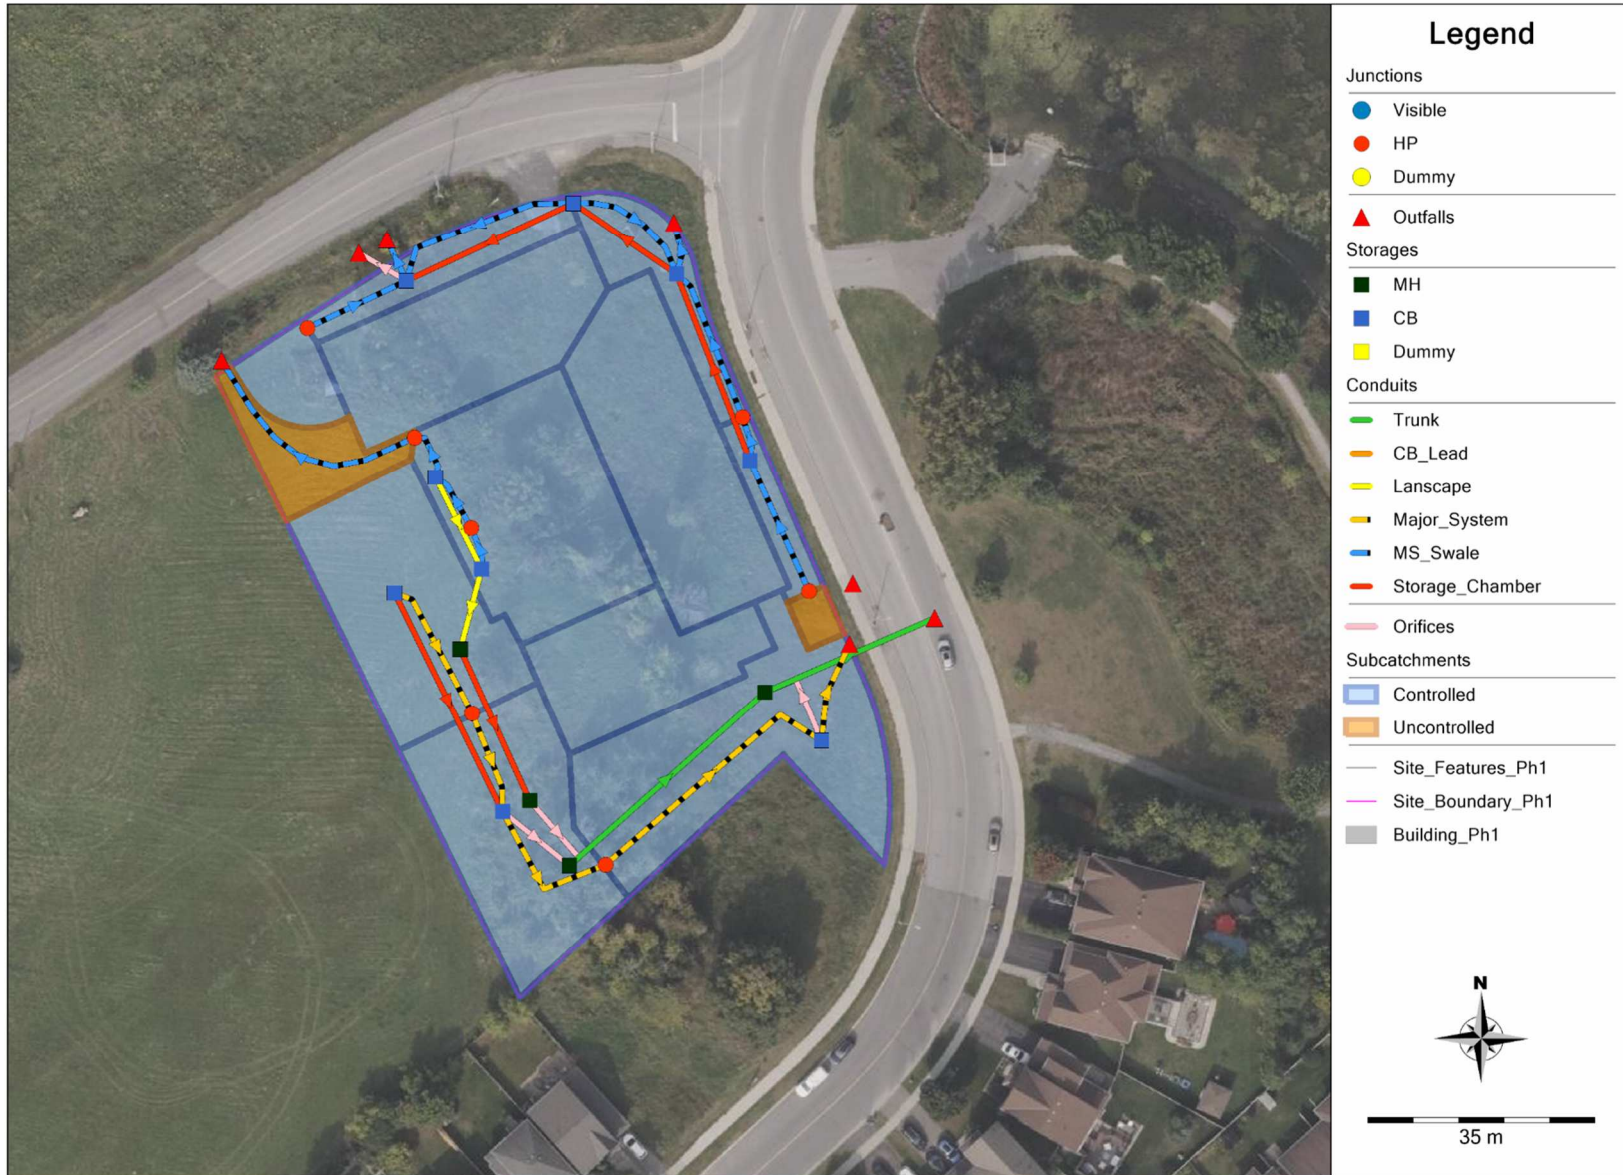 Legend
Junctions
Visible
HP
Dummy
Outfalls
Storages
MH
CB
Dummy
Conduits
Trunk
CB_Lead
Lanscape
Major_System
MS_Swale
Storage_Chamber
Orifices
Subcatchments
Controlled
Uncontrolled
Site_Features_Ph1
Site_Boundary_Ph1
Building_Ph1
N
35 m